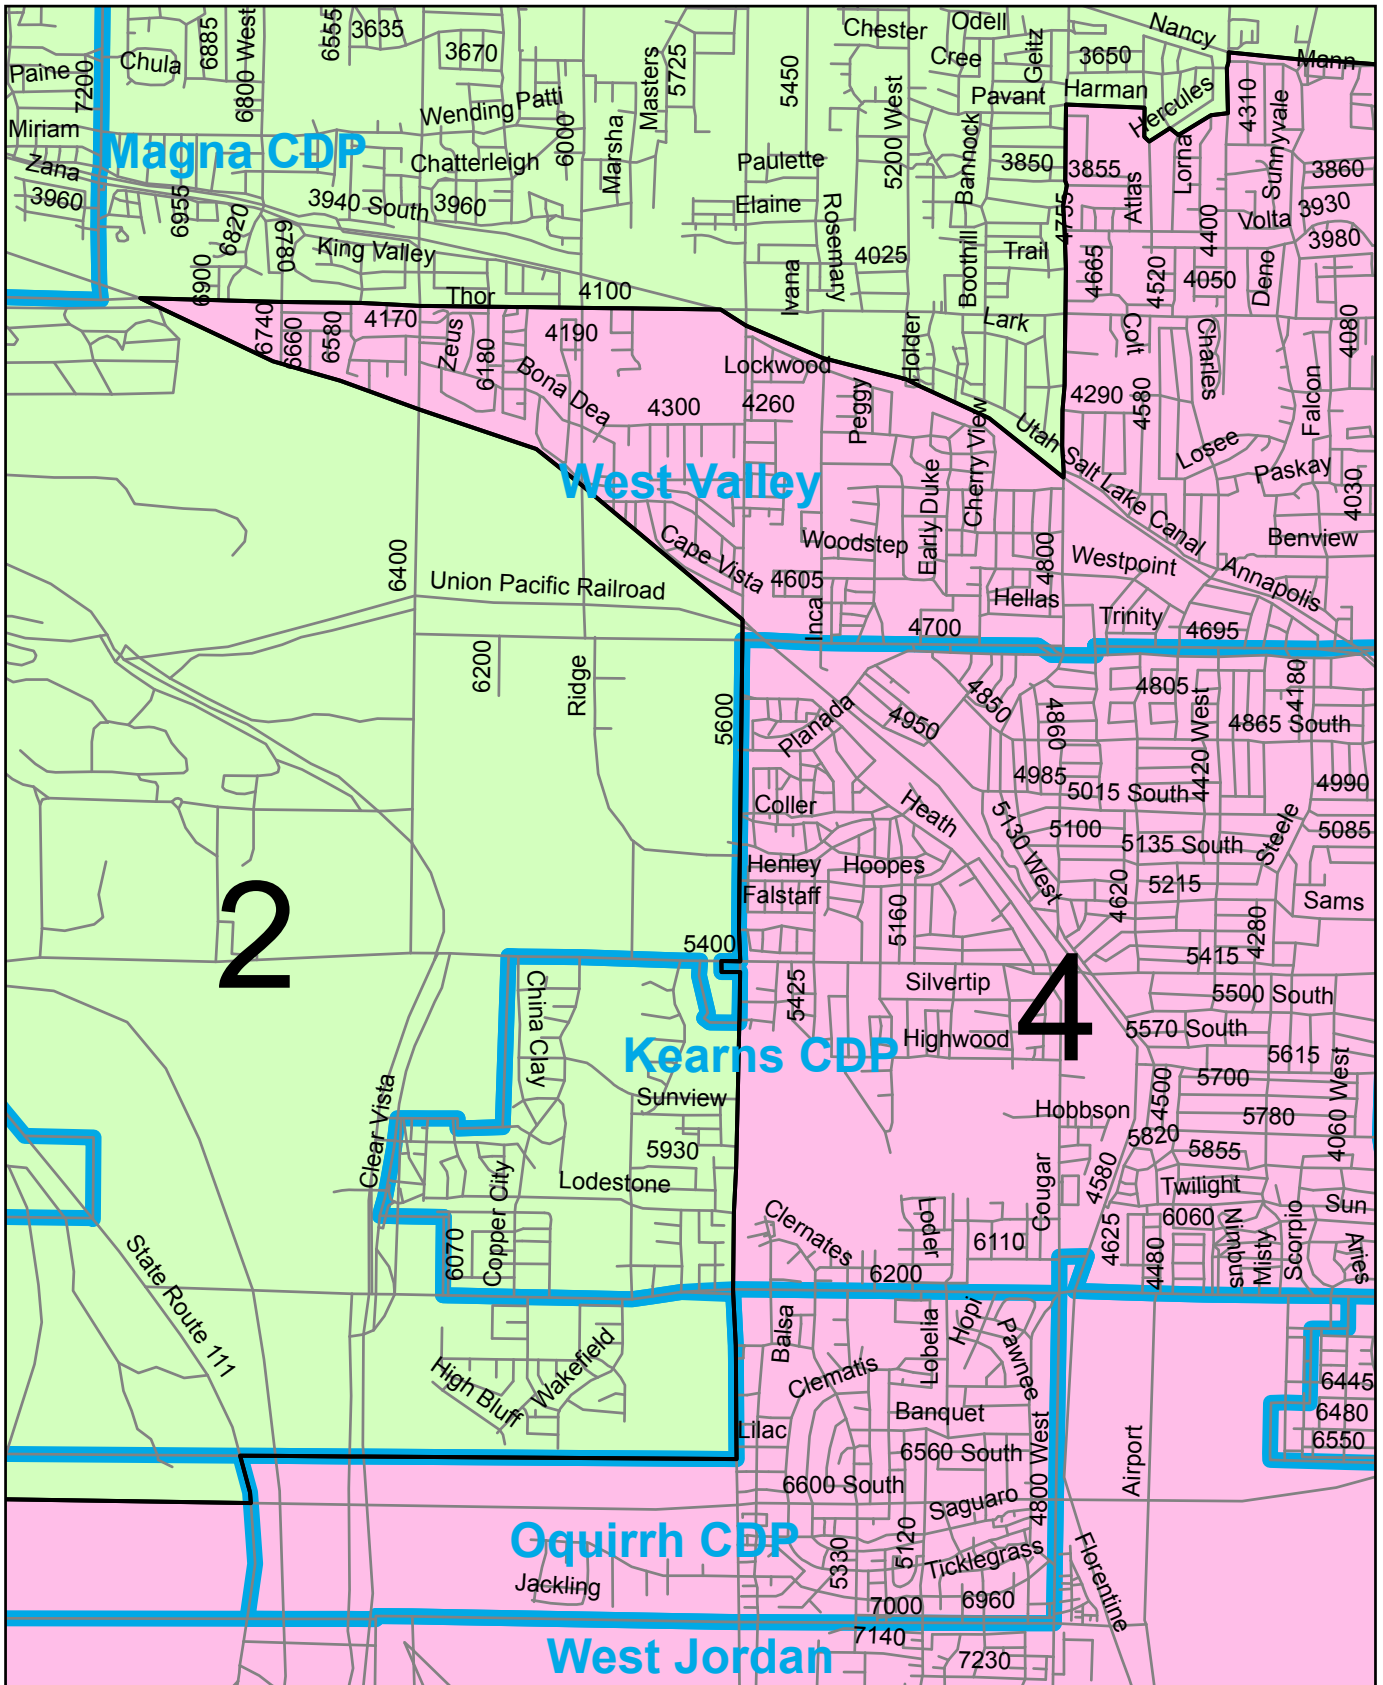 Paine
7200
Chula
6885
6800 West
6555
3635
3670
Masters
5725
5450
Chester
Odell
Cree
Geitz
3650
Nancy
Mann
Harman
Hercules
Pavant
Wending
Patti
6000
Marsha
5200 West
Bannock
4310
Sunnyvale
Miriam
Magna CDP
Zana
3960
Chatterleigh
Paulette
3850
3855
Atlas
Lorna
3860
6955
6820
3940 South
3960
Elaine
Rosemary
4755
4400
Volta
3930
3980
6780
King Valley
4025
Boothill
Trail
4665
4520
4050
Deno
6900
Thor
4100
Ivana
Lark
4080
6740
6660
6580
4170
Zeus
6180
4190
Lockwood
Holder
Colt
Charles
Bona Dea
4300
4260
Peggy
Cherry View
4290
4580
Falcon
Utah Salt Lake Canal
Losee
Paskay
4030
West Valley
Early Duke
Cape Vista
Woodstep
4800
Westpoint
Benview
Annapolis
6400
Union Pacific Railroad
4605
Inca
Hellas
Trinity
4695
4700
6200
Ridge
5600
Planada
4950
4850
4860
4805
4420 West
4180
4865 South
4985
5015 South
4990
Coller
Heath
5130 West
5100
5135 South
Steele
5085
Henley
Hoopes
Falstaff
5160
4620
5215
Sams
2
5400
4280
5415
China Clay
5425
Silvertip
4
5500 South
Highwood
5570 South
5615
Kearns CDP
4500
5700
4060 West
Clear Vista
Sunview
Hobbson
5780
5930
5820
5855
Copper City
Lodestone
Cougar
4580
Twilight
Clernates
Loper
6060
Sun
State Route 111
6070
6110
4625
4480
Nimbus
Misty
Scorpio
Aries
6200
Balsa
Lobelia
Hopi
Pawnee
High Bluff
Wakefield
Clematis
6445
Banquet
6480
Lilac
6560 South
4800 West
Airport
6550
6600 South
Saguaro
Oquirrh CDP
5330
5120
Ticklegrass
Florentine
Jackling
7000
6960
7140
West Jordan
7230